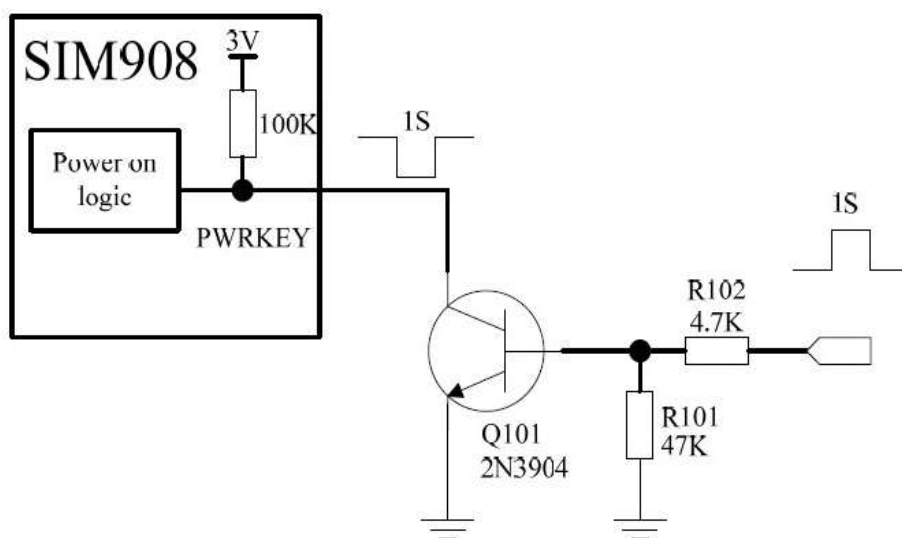 SIM908
3V
100K
Power on
logic
PWRKEY
1S
1S
R102
4.7K
R101
47K
Q101
2N3904